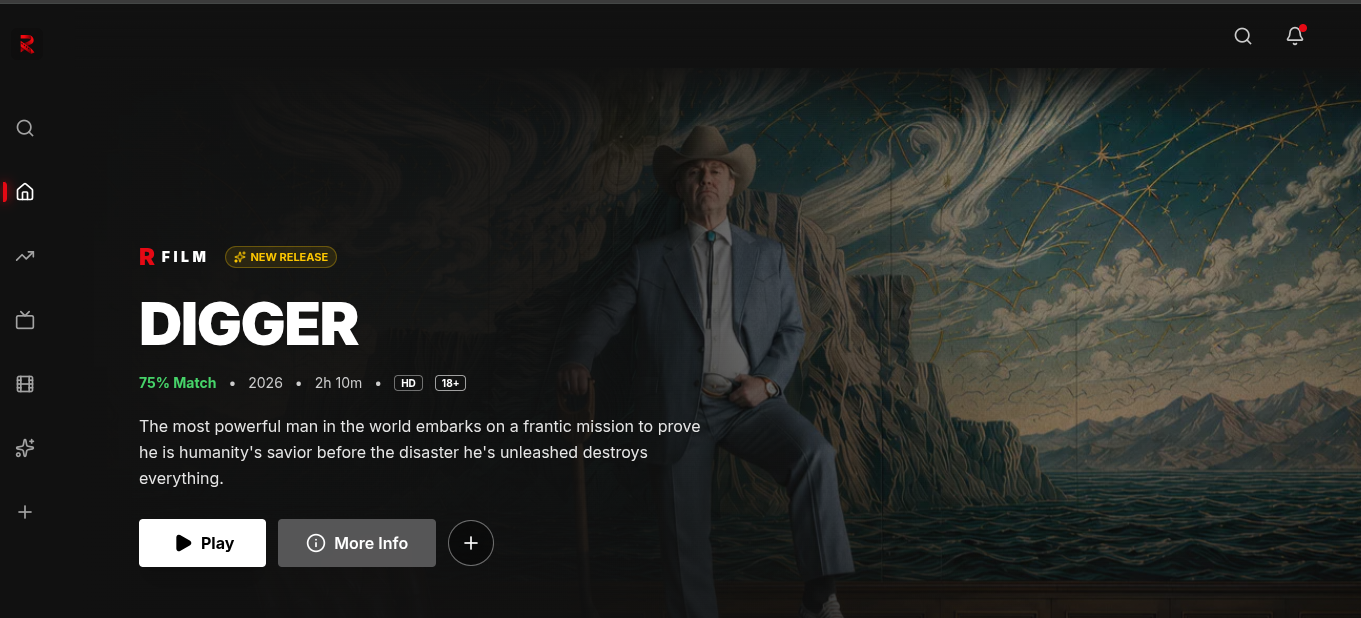 R
R FILM
NEW RELEASE
DIGGER
75% Match • 2026 • 2h 10m • HD 18+
The most powerful man in the world embarks on a frantic mission to prove
he is humanity's savior before the disaster he's unleashed destroys
everything.
Play
More Info